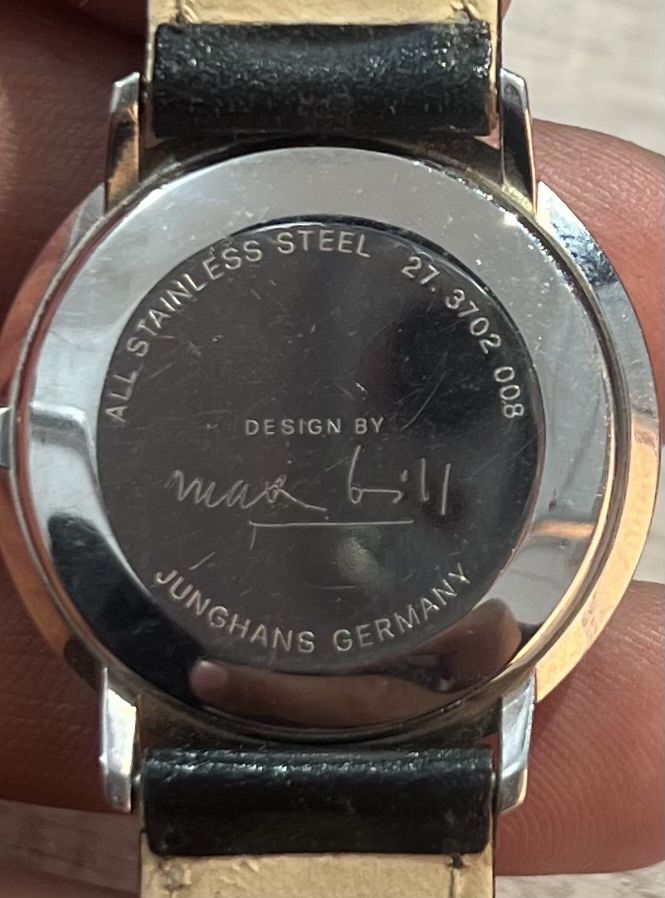 ALL STAINLESS STEEL 27.3702 008
DESIGN BY
max bill
JUNGHANS GERMANY